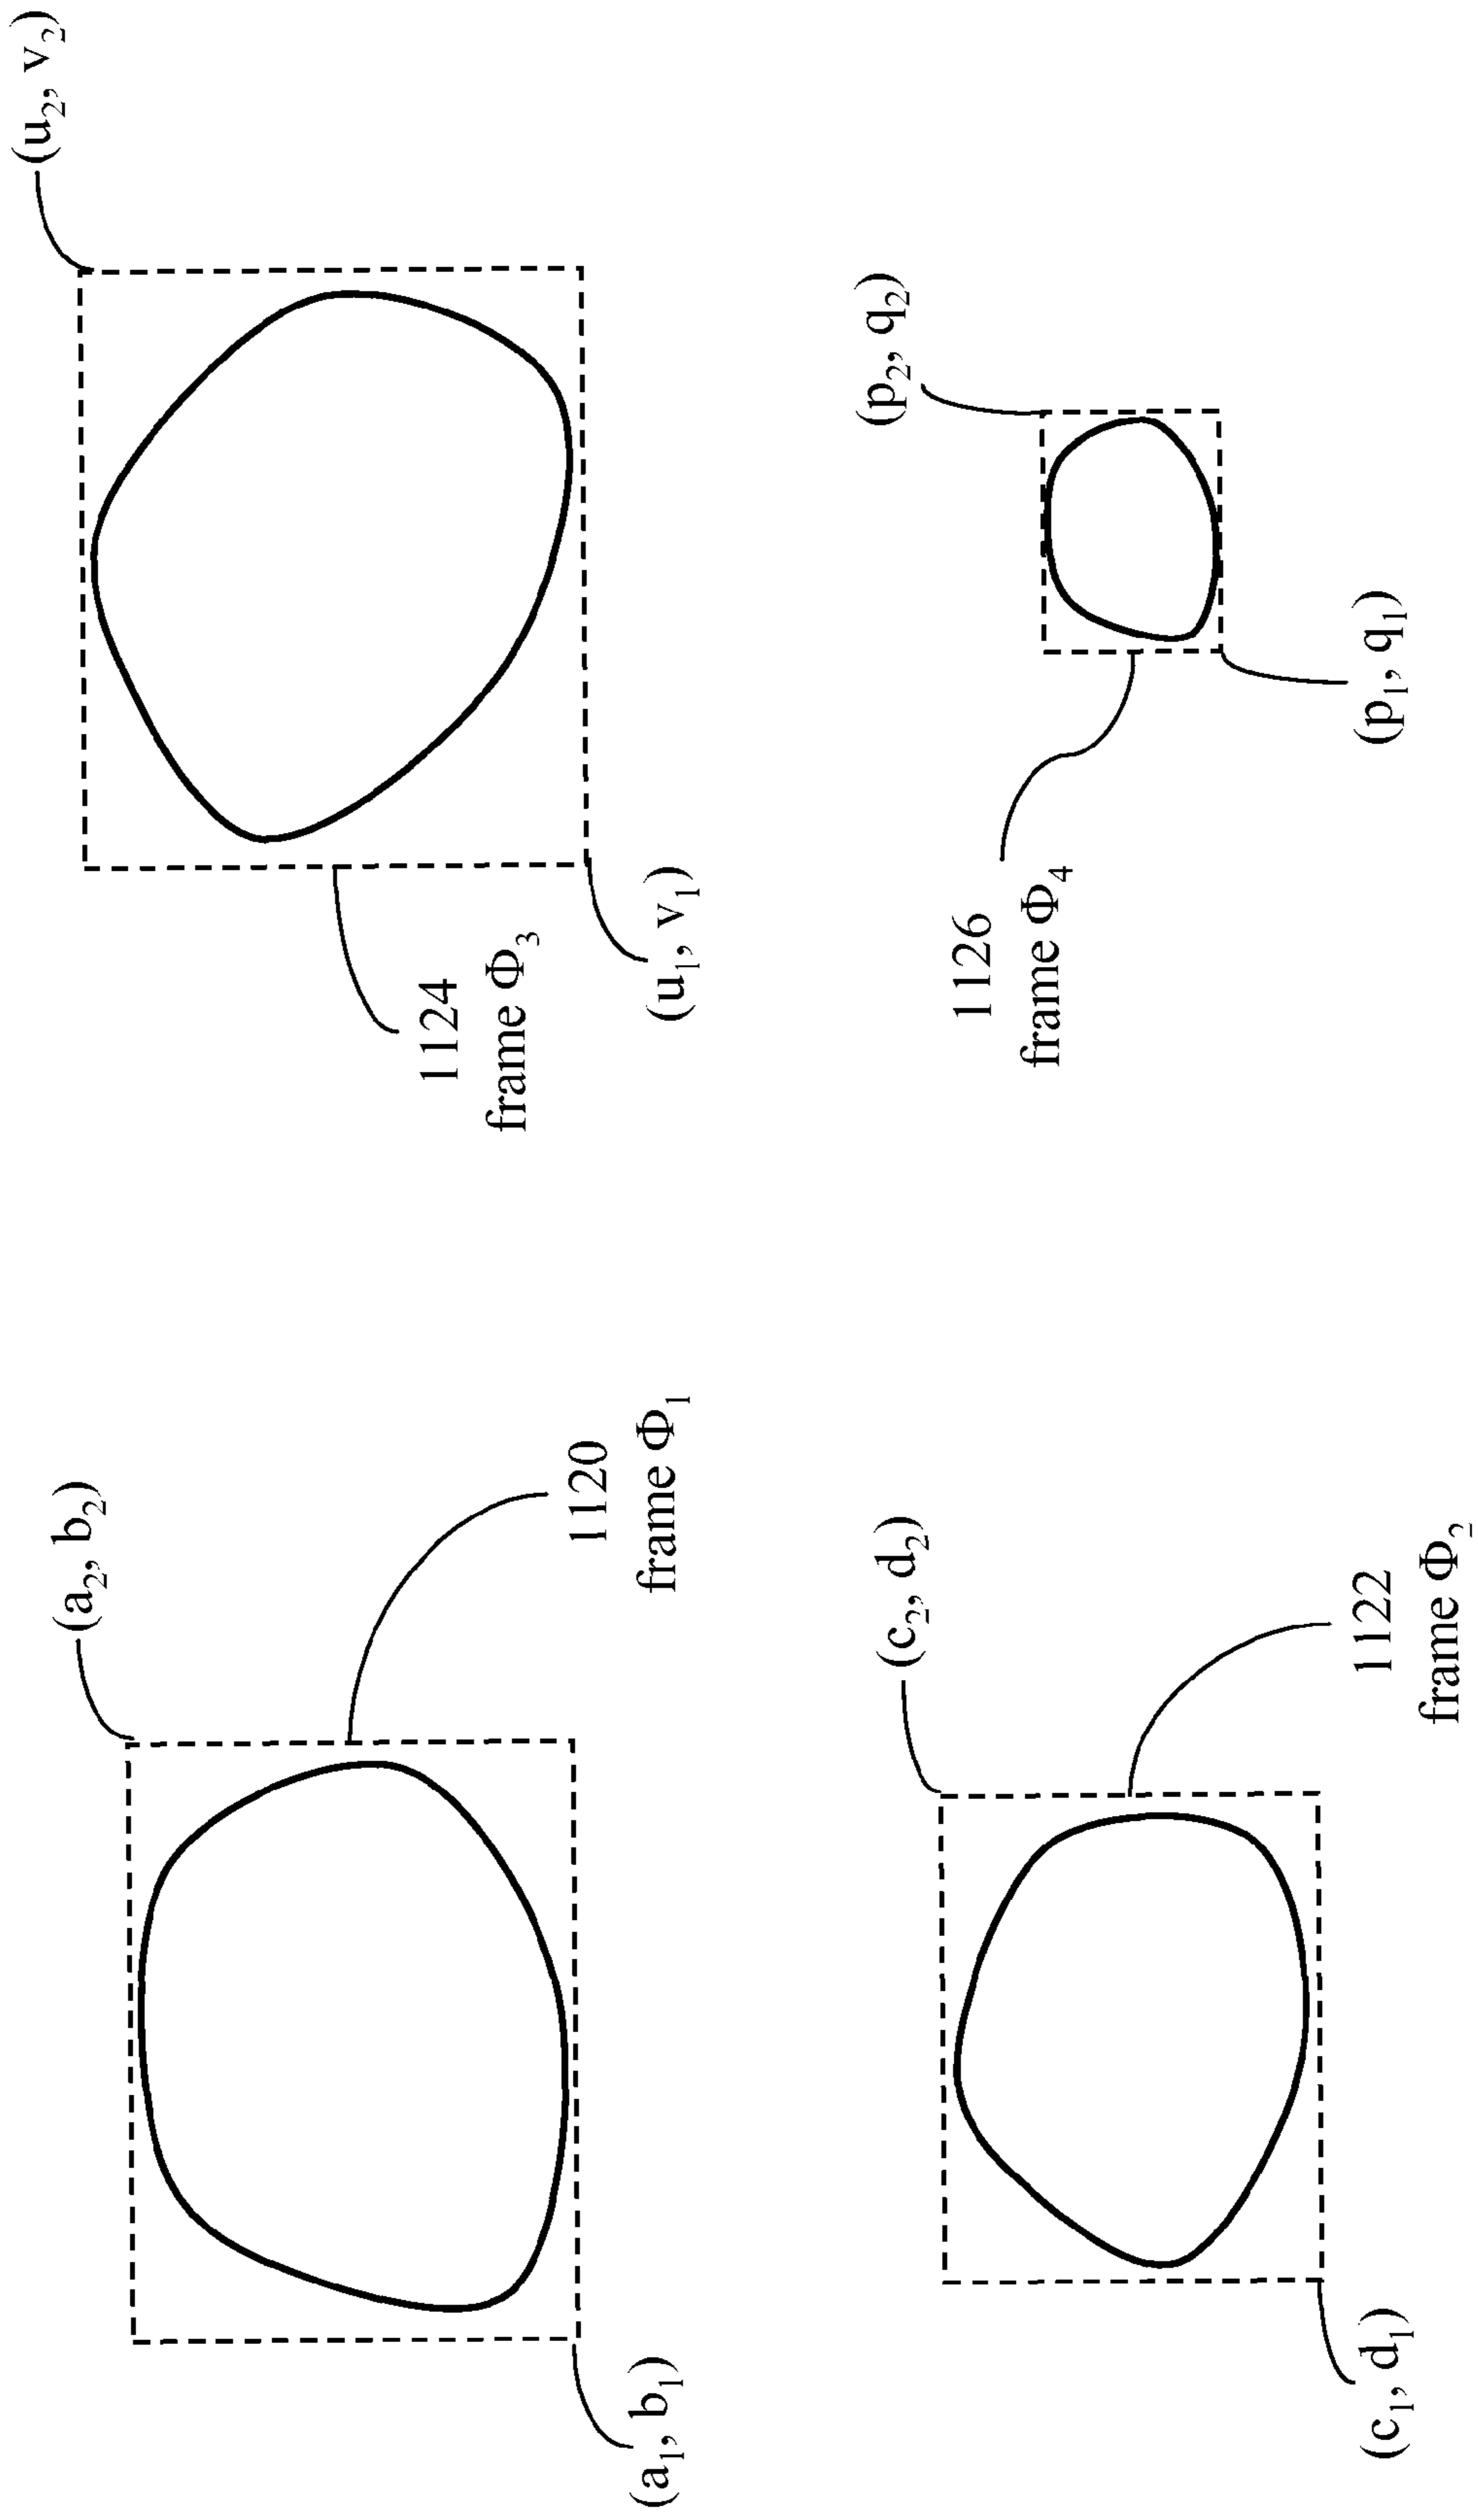 (a₂, b₂)
1120
frame Φ₁
(a₁, b₁)
(u₂, v₂)
1124
frame Φ₃
(u₁, v₁)
(c₂, d₂)
1122
frame Φ₂
(c₁, d₁)
(p₂, q₂)
1126
frame Φ₄
(p₁, q₁)